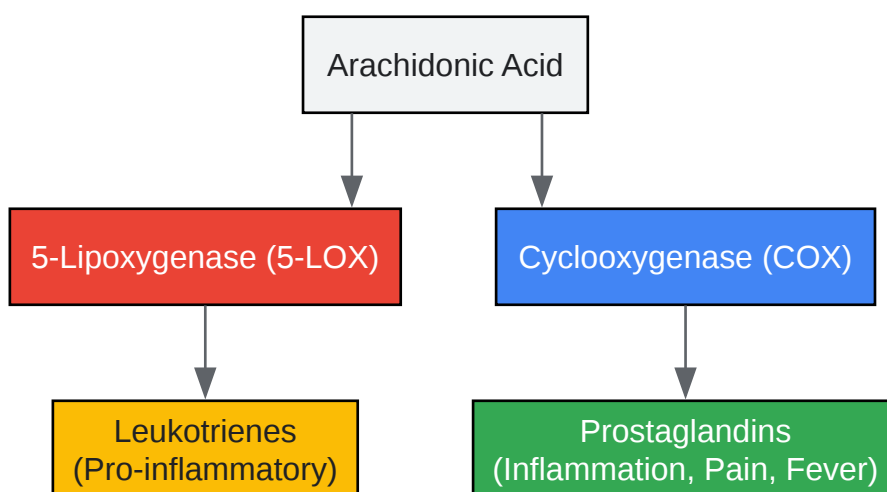 Arachidonic Acid
5-Lipoxygenase (5-LOX)
Cyclooxygenase (COX)
Leukotrienes
(Pro-inflammatory)
Prostaglandins
(Inflammation, Pain, Fever)